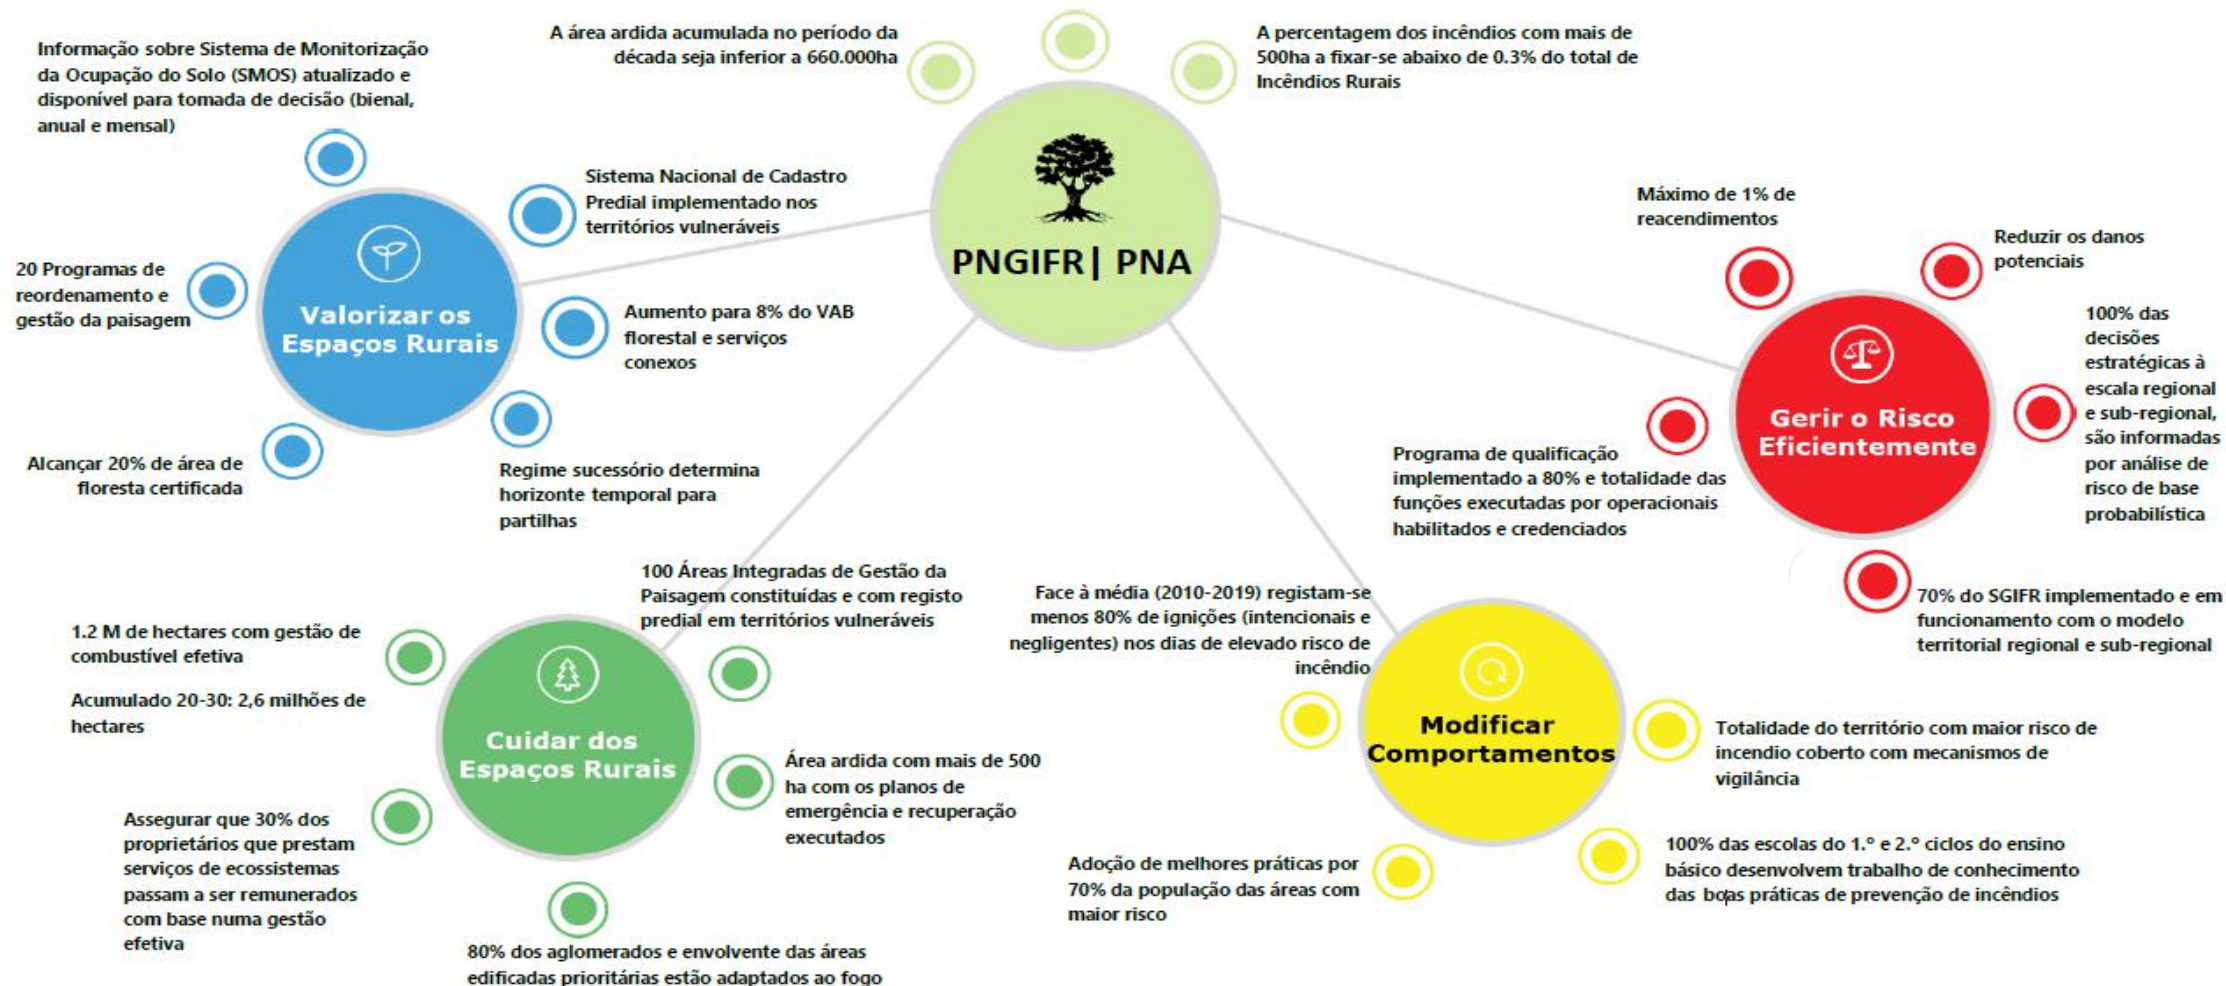 A área ardida acumulada no período da
década seja inferior a 660.000ha
A percentagem dos incêndios com mais de
500ha a fixar-se abaixo de 0.3% do total de
Incêndios Rurais
PNGIFR| PNA
Informação sobre Sistema de Monitorização
da Ocupação do Solo (SMOS) atualizado e
disponível para tomada de decisão (bienal,
anual e mensal)
Sistema Nacional de Cadastro
Predial implementado nos
territórios vulneráveis
20 Programas de
reordenamento e
gestão da paisagem
Valorizar os
Espaços Rurais
Aumento para 8% do VAB
florestal e serviços
conexos
Alcançar 20% de área de
floresta certificada
Regime sucessório determina
horizonte temporal para
partilhas
Máximo de 1% de
reacendimentos
Reduzir os danos
potenciais
100% das
decisões
estratégicas à
escala regional
e sub-regional,
são informadas
por análise de
risco de base
probabilística
Gerir o Risco
Eficientemente
Programa de qualificação
implementado a 80% e totalidade das
funções executadas por operacionais
habilitados e credenciados
70% do SGIFR implementado e em
funcionamento com o modelo
territorial regional e sub-regional
100 Áreas Integradas de Gestão da
Paisagem constituídas e com registo
predial em territórios vulneráveis
1.2 M de hectares com gestão de
combustível efetiva
Acumulado 20-30: 2,6 milhões de
hectares
Cuidar dos
Espaços Rurais
Área ardida com mais de 500
ha com os planos de
emergência e recuperação
executados
Assegurar que 30% dos
proprietários que prestam
serviços de ecossistemas
passam a ser remunerados
com base numa gestão
efetiva
80% dos aglomerados e envolvente das áreas
edificadas prioritárias estão adaptados ao fogo
Face à média (2010-2019) registam-se
menos 80% de ignições (intencionais e
negligentes) nos dias de elevado risco de
incêndio
Modificar
Comportamentos
Totalidade do território com maior risco de
incendio coberto com mecanismos de
vigilância
Adoção de melhores práticas por
70% da população das áreas com
maior risco
100% das escolas do 1.º e 2.º ciclos do ensino
básico desenvolvem trabalho de conhecimento
das boas práticas de prevenção de incêndios